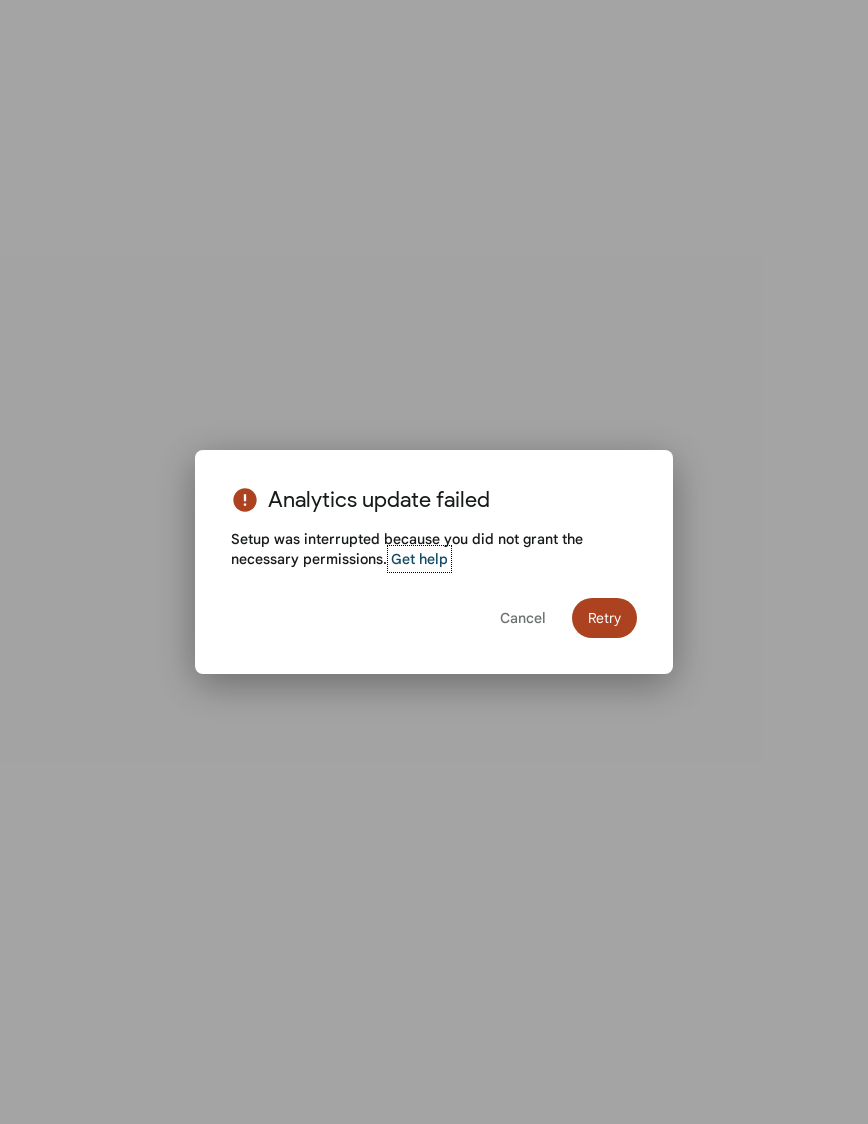 Analytics update failed
Setup was interrupted because you did not grant the
necessary permissions. Get help
Cancel
Retry